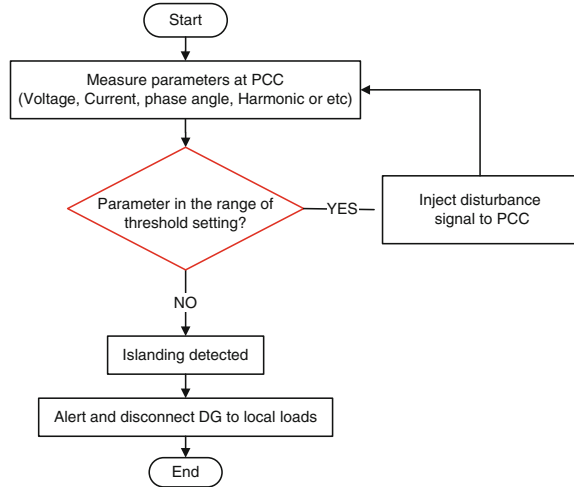 Start
Measure parameters at PCC
(Voltage, Current, phase angle, Harmonic or etc)
Parameter in the range of
threshold setting?
YES
Inject disturbance
signal to PCC
NO
Islanding detected
Alert and disconnect DG to local loads
End